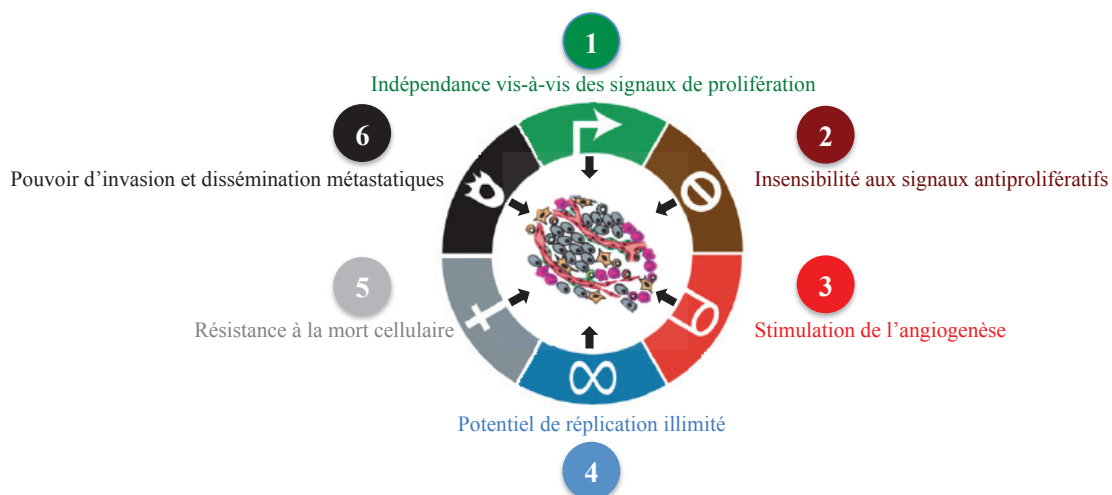 1
Indépendance vis-à-vis des signaux de prolifération
2
Insensibilité aux signaux antiprolifératifs
3
Stimulation de l'angiogenèse
4
Potentiel de réplication illimité
5
Résistance à la mort cellulaire
6
Pouvoir d'invasion et dissémination métastatiques